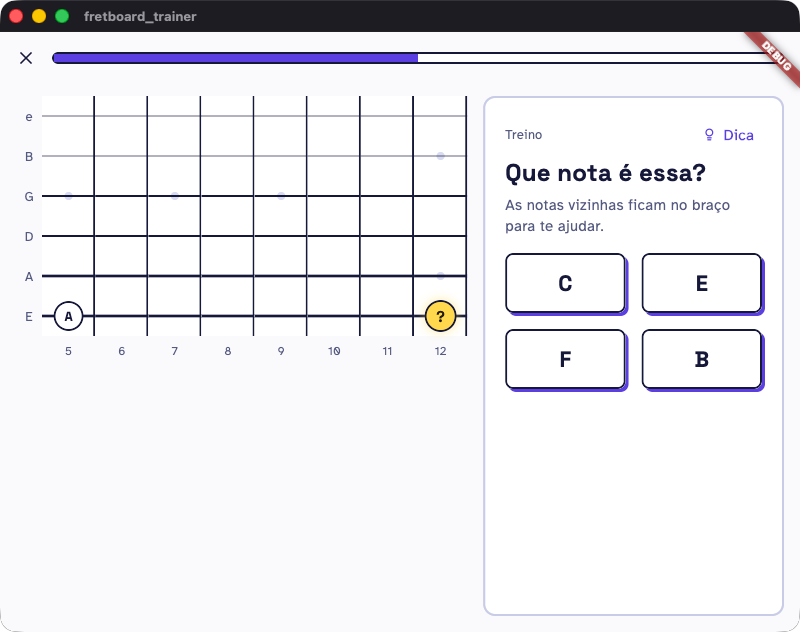 fretboard_trainer
DEBUG
e
B
G
D
A
E
A
?
5 6 7 8 9 10 11 12
Treino
Dica
Que nota é essa?
As notas vizinhas ficam no braço
para te ajudar.
C E
F B